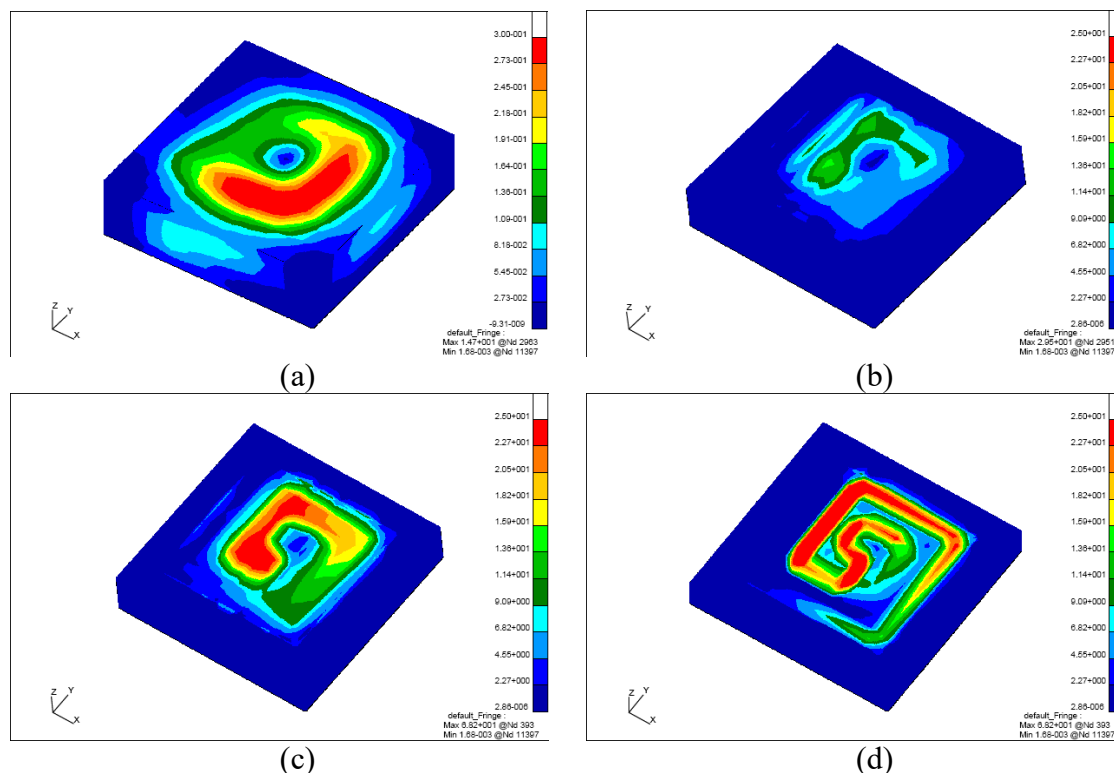 3.00-001
2.73-001
2.45-001
2.18-001
1.91-001
1.64-001
1.36-001
1.09-001
8.18-002
5.45-002
2.73-002
-9.31-009
Z
Y
X
default_Fringe :
Max 1.47+001 @Nd 2963
Min 1.68-003 @Nd 11397
(a)
2.50+001
2.27+001
2.05+001
1.82+001
1.59+001
1.36+001
1.14+001
9.09+000
6.82+000
4.55+000
2.27+000
2.86-006
Z
Y
X
default_Fringe :
Max 2.95+001 @Nd 2951
Min 1.68-003 @Nd 11397
(b)
2.50+001
2.27+001
2.05+001
1.82+001
1.59+001
1.36+001
1.14+001
9.09+000
6.82+000
4.55+000
2.27+000
2.86-006
Z
Y
X
default_Fringe :
Max 6.82+001 @Nd 393
Min 1.68-003 @Nd 11397
(c)
2.50+001
2.27+001
2.05+001
1.82+001
1.59+001
1.36+001
1.14+001
9.09+000
6.82+000
4.55+000
2.27+000
2.86-006
Z
Y
X
default_Fringe :
Max 6.82+001 @Nd 393
Min 1.68-003 @Nd 11397
(d)